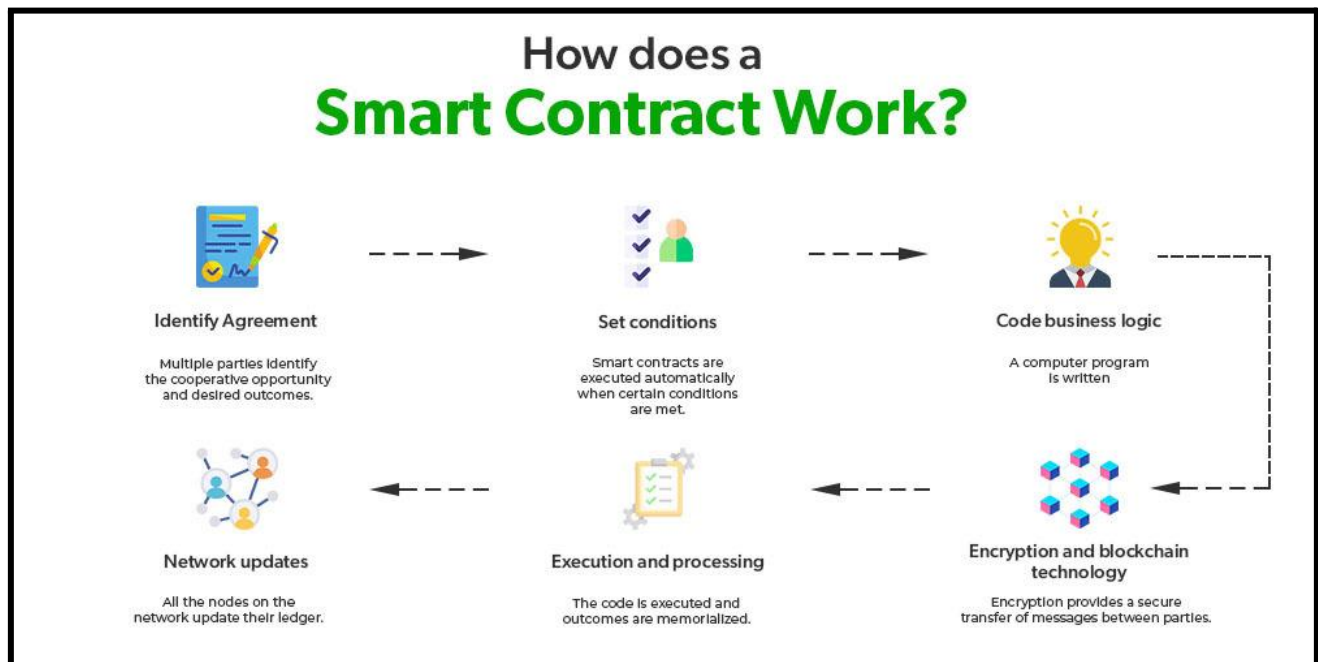 How does a
Smart Contract Work?
Identify Agreement
Multiple parties identify
the cooperative opportunity
and desired outcomes.
Set conditions
Smart contracts are
executed automatically
when certain conditions
are met.
Code business logic
A computer program
is written
Encryption and blockchain
technology
Encryption provides a secure
transfer of messages between parties.
Execution and processing
The code is executed and
outcomes are memorialized.
Network updates
All the nodes on the
network update their ledger.